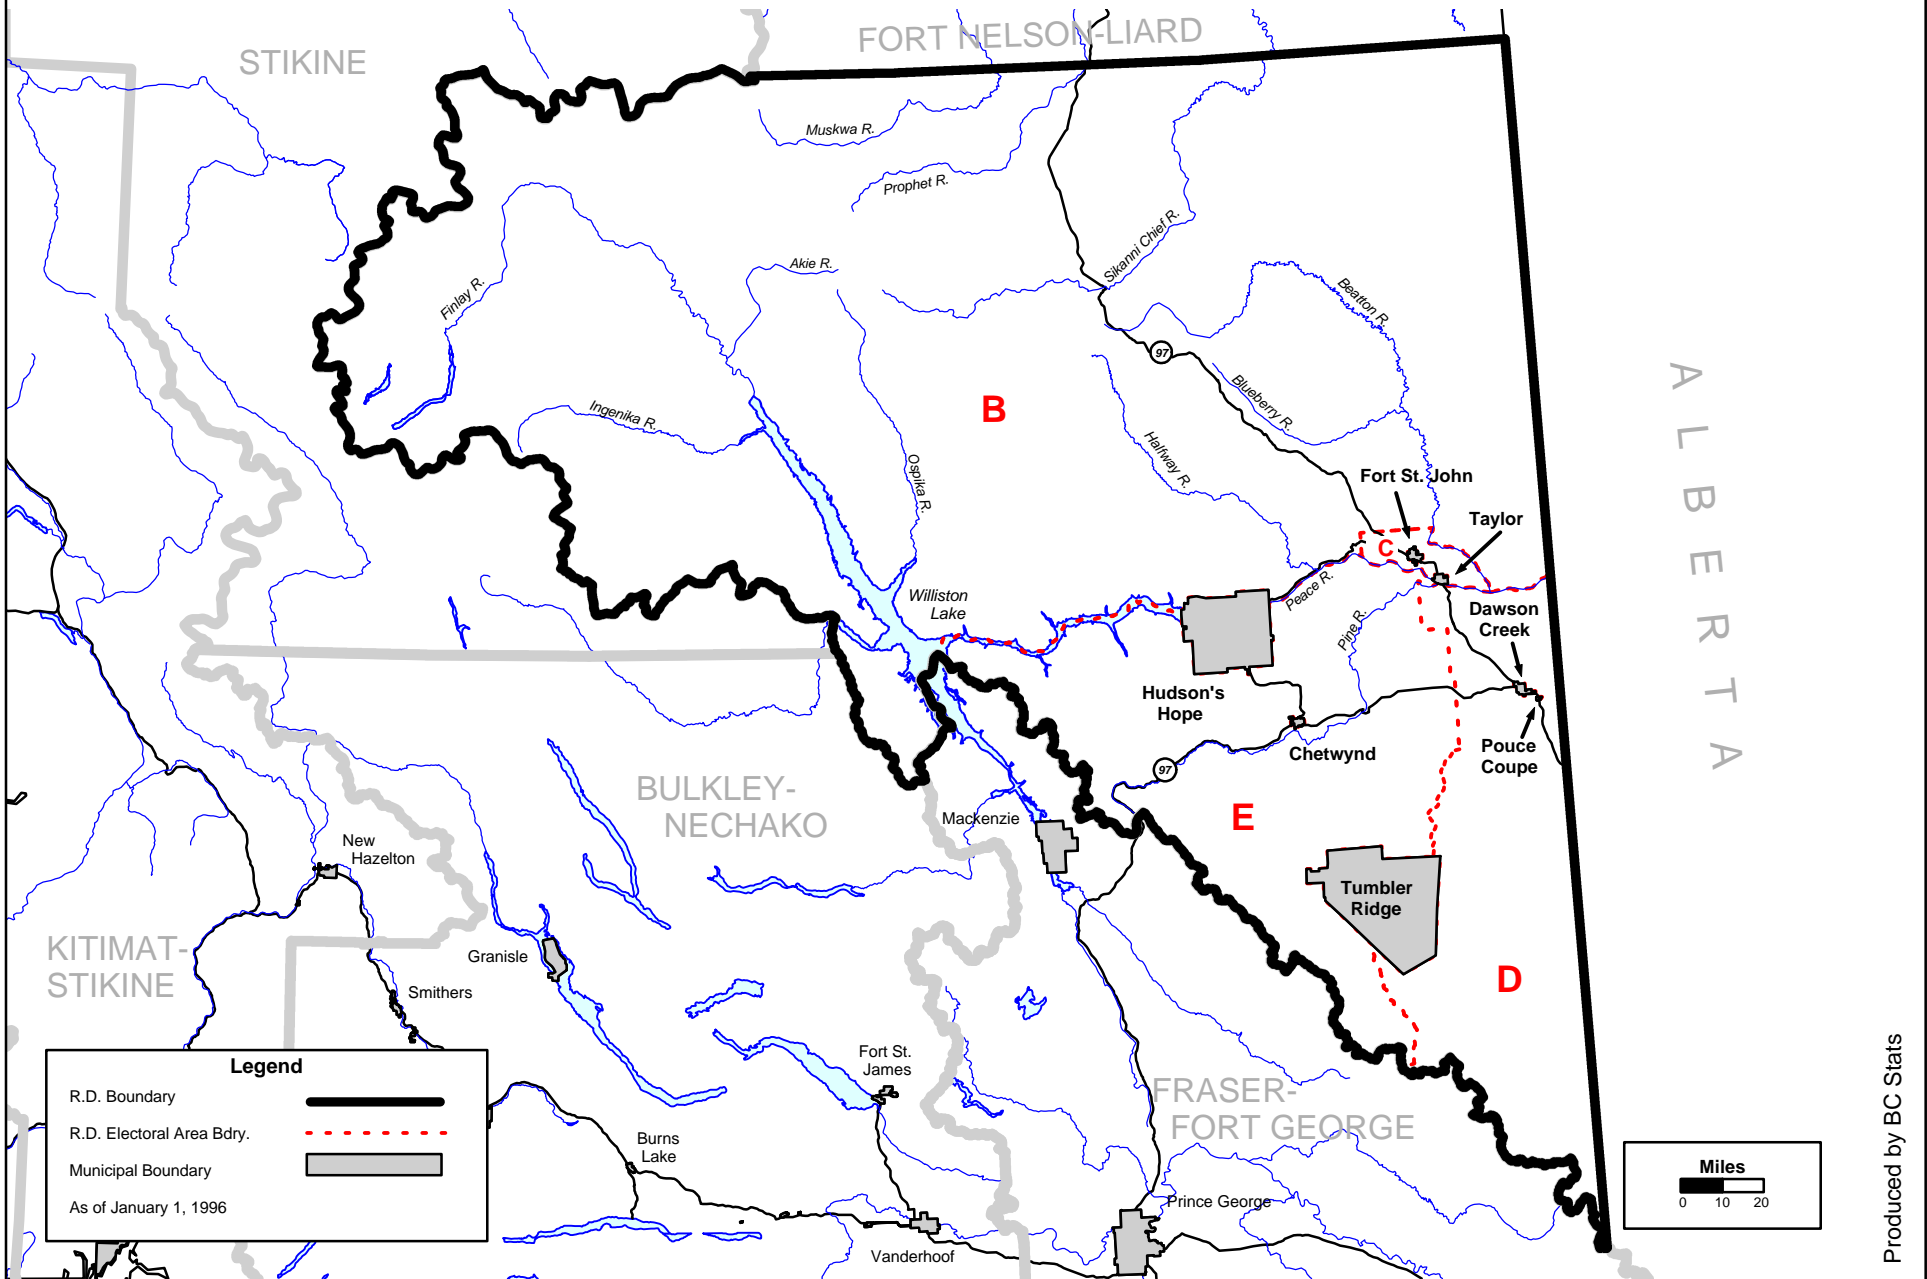 STIKINE
FORT NELSON-LIARD
Muskwa R.
Prophet R.
Sikanni Chief R.
Akie R.
Finlay R.
Beatton R.
97
Blueberry R.
Ingenika R.
B
Halfway R.
Ospika R.
ALBERTA
Fort St. John
Taylor
C
Peace R.
Pine R.
Williston
Lake
Dawson
Creek
Hudson's
Hope
Chetwynd
Pouce
Coupe
97
BULKLEY-
NECHAKO
Mackenzie
E
New
Hazelton
Tumbler
Ridge
KITIMAT-
STIKINE
Granisle
Smithers
D
Fort St.
James
FRASER-
FORT GEORGE
Burns
Lake
Prince George
Vanderhoof
Legend
R.D. Boundary
R.D. Electoral Area Bdry.
Municipal Boundary
As of January 1, 1996
Miles
0 10 20
Produced by BC Stats